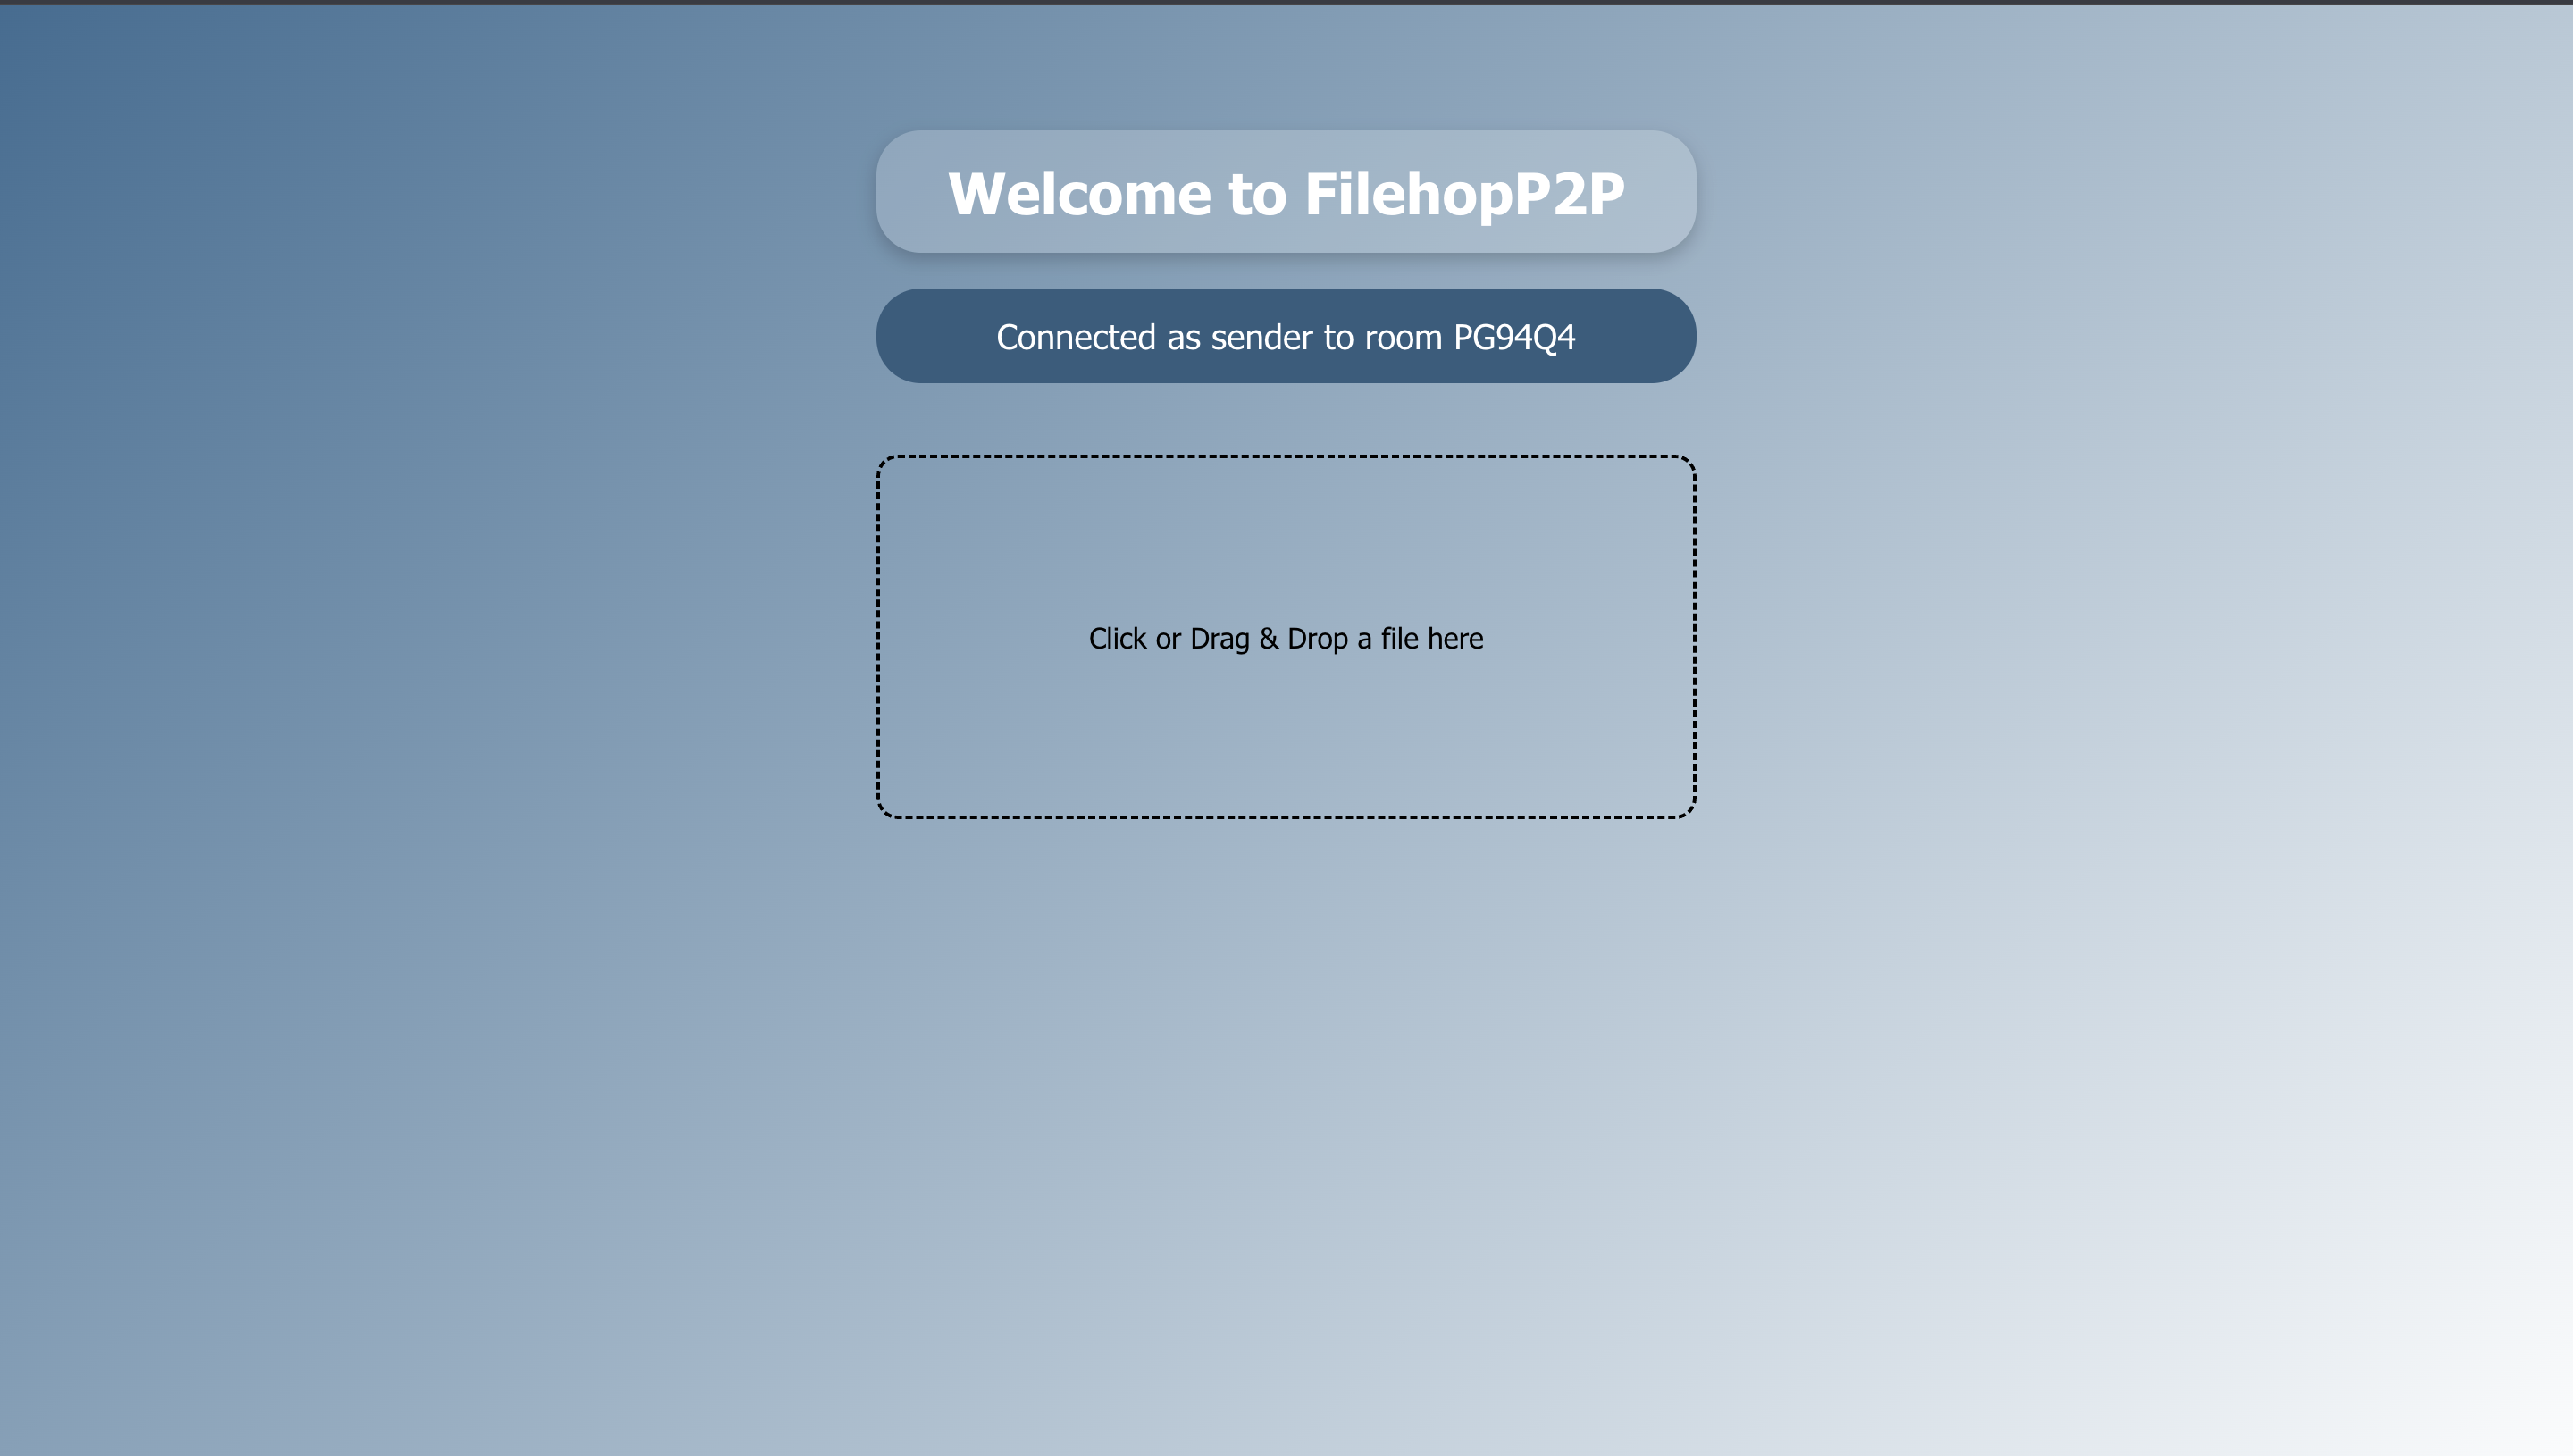 Welcome to FilehopP2P
Connected as sender to room PG94Q4
Click or Drag & Drop a file here